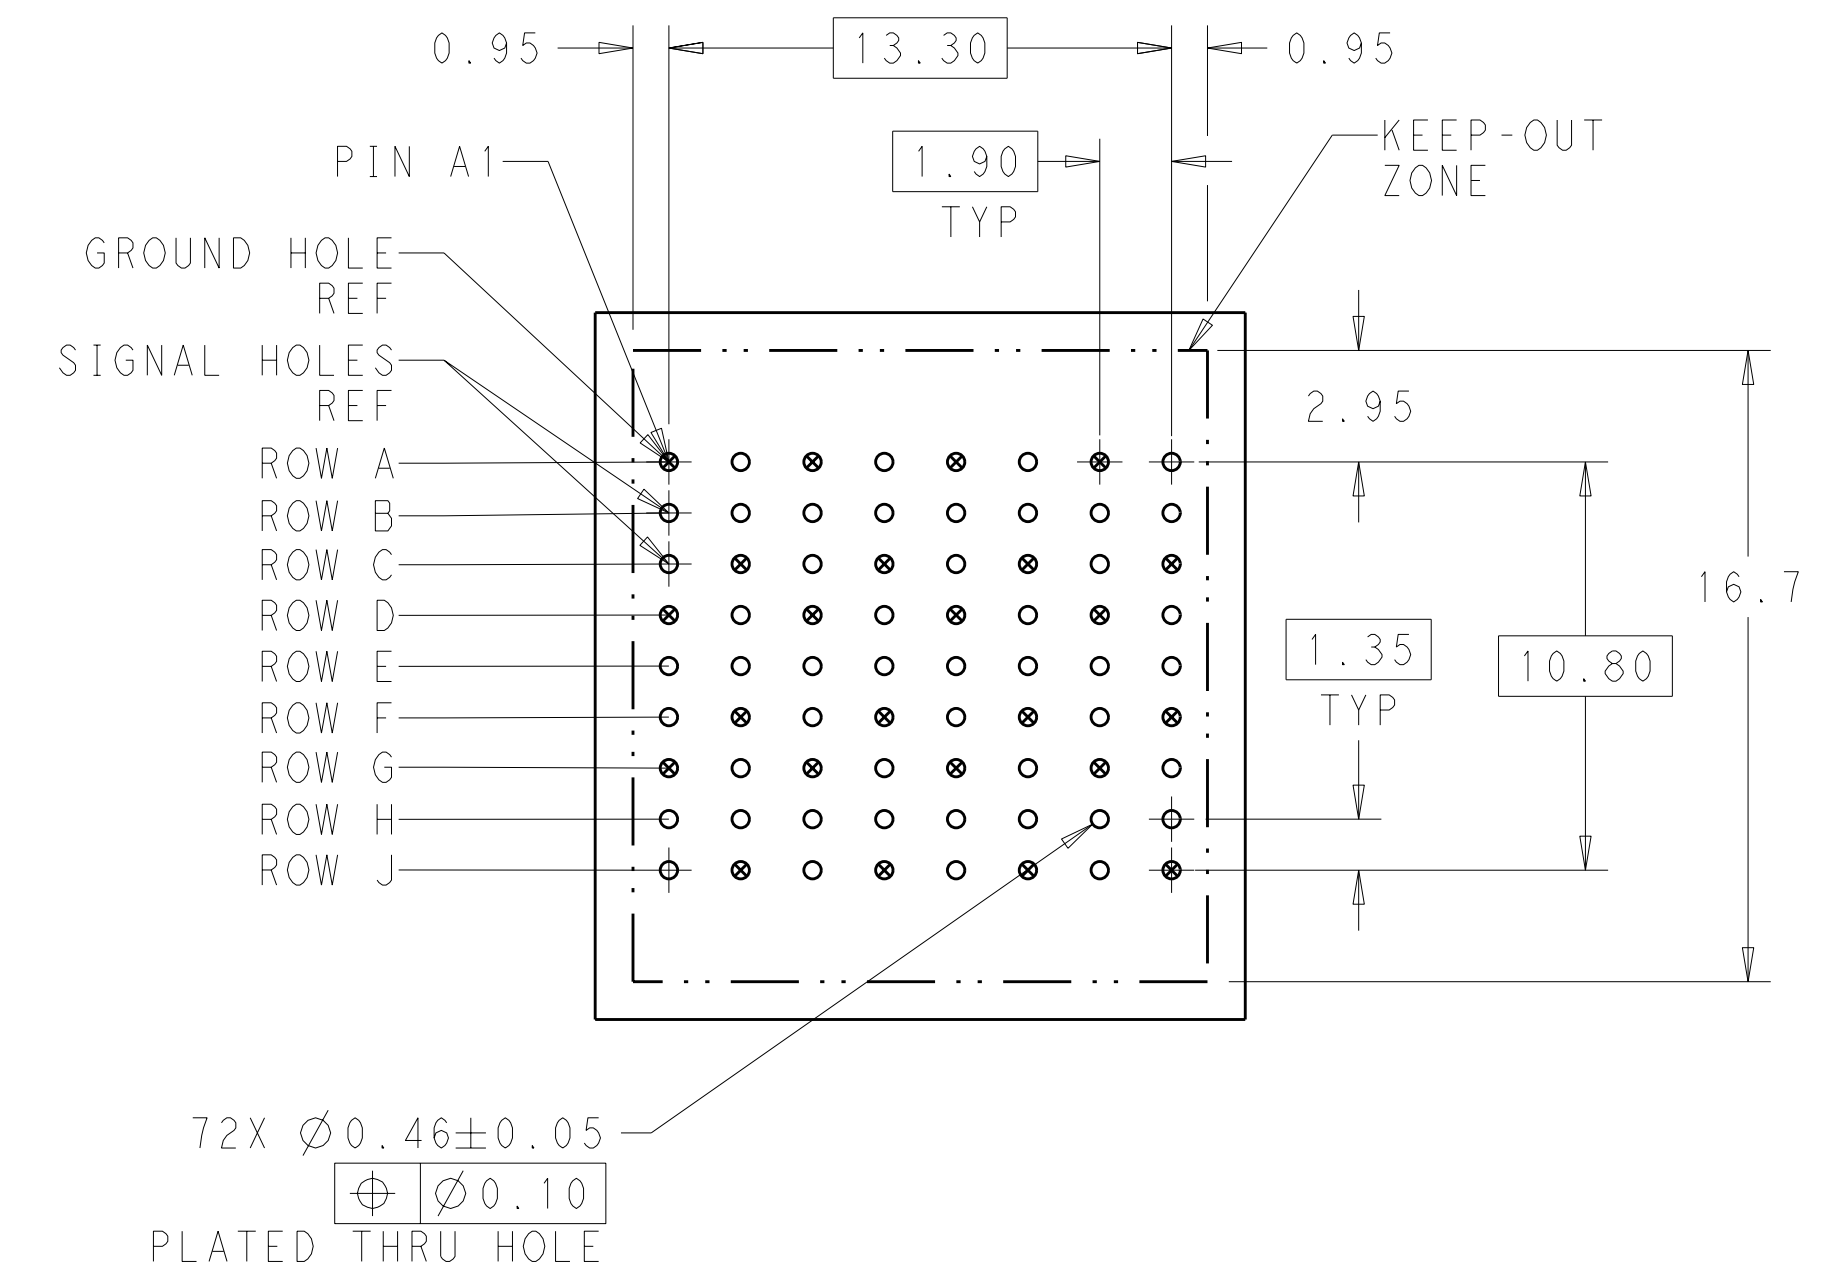 0.95
13.30
0.95
KEEP-OUT
ZONE
PIN A1
1.90
TYP
GROUND HOLE
REF
SIGNAL HOLES
REF
2.95
ROW A
ROW B
ROW C
ROW D
ROW E
ROW F
ROW G
ROW H
ROW J
16.7
1.35
TYP
10.80
72X Ø0.46±0.05
⌖ Ø0.10
PLATED THRU HOLE